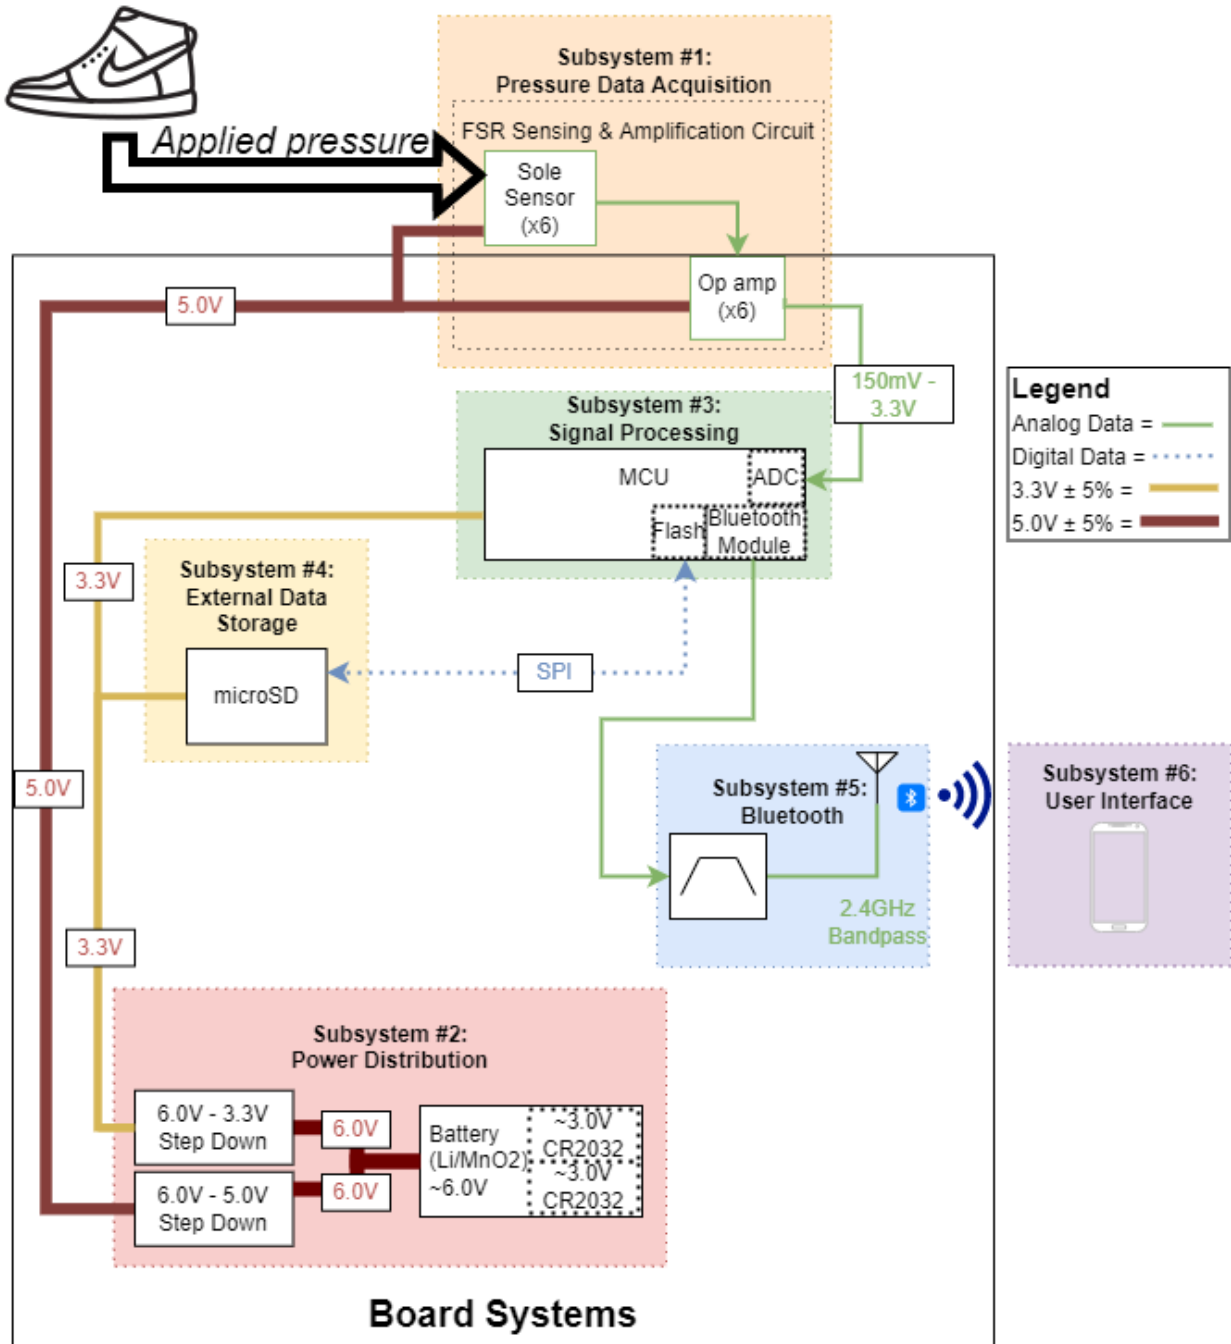 Subsystem #1:
Pressure Data Acquisition
Applied pressure
FSR Sensing & Amplification Circuit
Sole
Sensor
(x6)
Op amp
(x6)
5.0V
150mV -
3.3V
Legend
Analog Data =
Digital Data =
3.3V ± 5% =
5.0V ± 5% =
Subsystem #3:
Signal Processing
MCU
ADC
Flash
Bluetooth
Module
3.3V
Subsystem #4:
External Data
Storage
microSD
SPI
5.0V
Subsystem #5:
Bluetooth
2.4GHz
Bandpass
Subsystem #6:
User Interface
3.3V
Subsystem #2:
Power Distribution
6.0V - 3.3V
Step Down
6.0V
Battery
(Li/MnO2)
~6.0V
~3.0V
CR2032
~3.0V
CR2032
6.0V - 5.0V
Step Down
6.0V
Board Systems